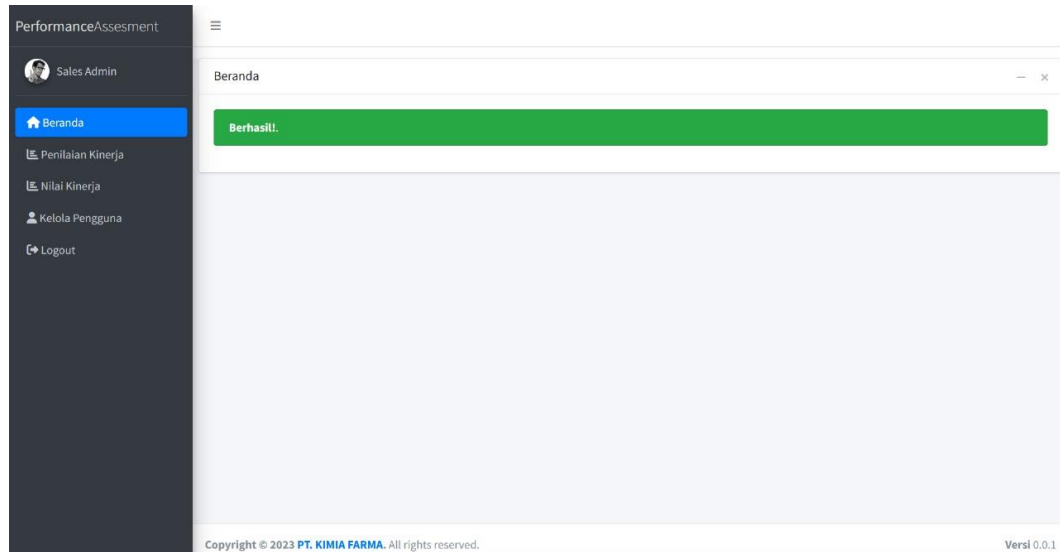 PerformanceAssesment
Sales Admin
Beranda
Penilaian Kinerja
Nilai Kinerja
Kelola Pengguna
Logout
Beranda
Berhasil!.
Copyright © 2023 PT. KIMIA FARMA. All rights reserved.
Versi 0.0.1